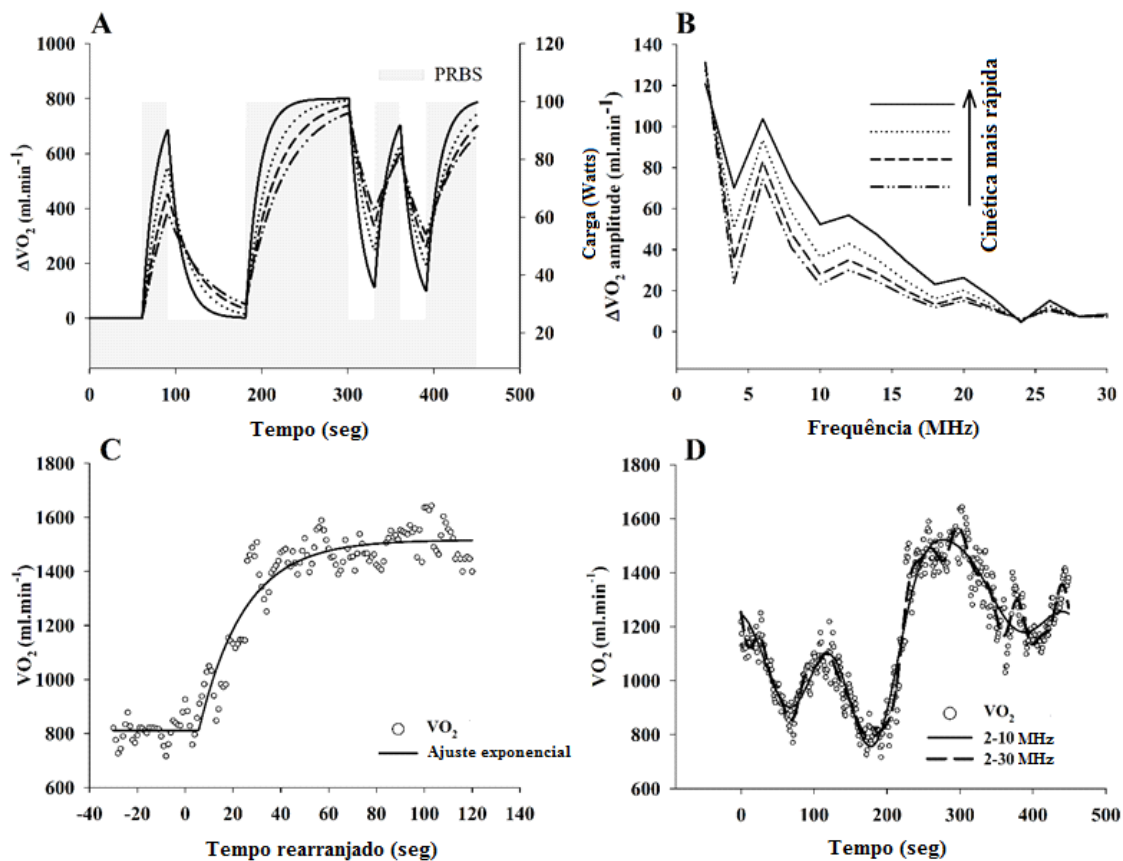 A
1000
800
600
400
200
0
ΔVO₂ (ml.min⁻¹)
0 100 200 300 400 500
Tempo (seg)
120
100
80
60
40
20
Carga (Watts)
PRBS
B
140
120
100
80
60
40
20
0
ΔVO₂ amplitude (ml.min⁻¹)
0 5 10 15 20 25 30
Frequência (MHz)
Cinética mais rápida
C
1800
1600
1400
1200
1000
800
600
VO₂ (ml.min⁻¹)
-40 -20 0 20 40 60 80 100 120 140
Tempo rearranjado (seg)
VO₂
Ajuste exponencial
D
1800
1600
1400
1200
1000
800
600
VO₂ (ml.min⁻¹)
0 100 200 300 400 500
Tempo (seg)
VO₂
2-10 MHz
2-30 MHz